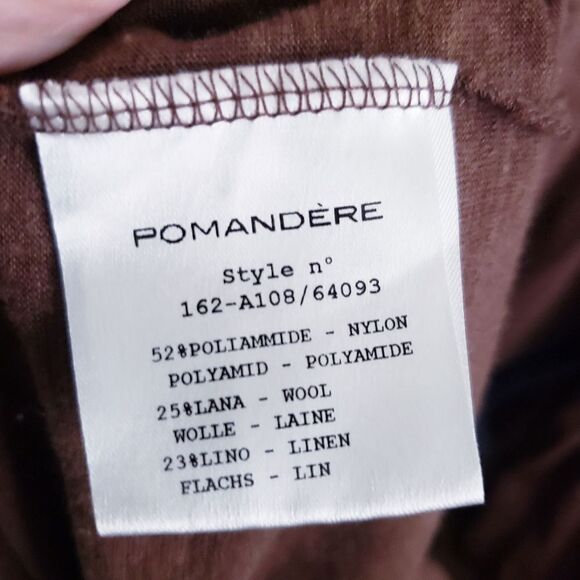 POMANDÈRE
Style n°
162-A108/64093
52%POLIAMMIDE - NYLON
POLYAMID - POLYAMIDE
25%LANA - WOOL
WOLLE - LAINE
23%LINO - LINEN
FLACHS - LIN